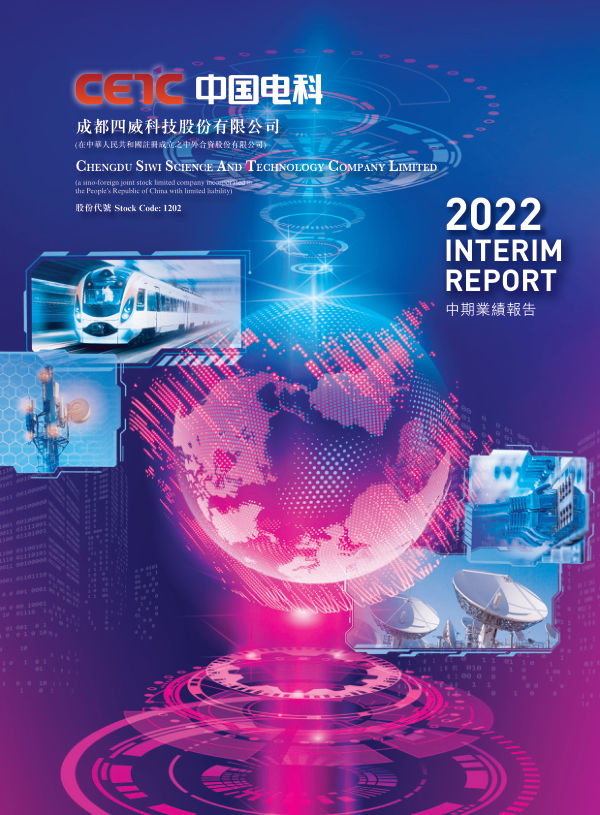 CETC 中国电科
成都四威科技股份有限公司
(在中華人民共和國註冊成立之中外合資股份有限公司)
CHENGDU SIWI SCIENCE AND TECHNOLOGY COMPANY LIMITED
(a sino-foreign joint stock limited company incorporated in
the People's Republic of China with limited liability)
股份代號 Stock Code: 1202
2022
INTERIM
REPORT
中期業績報告